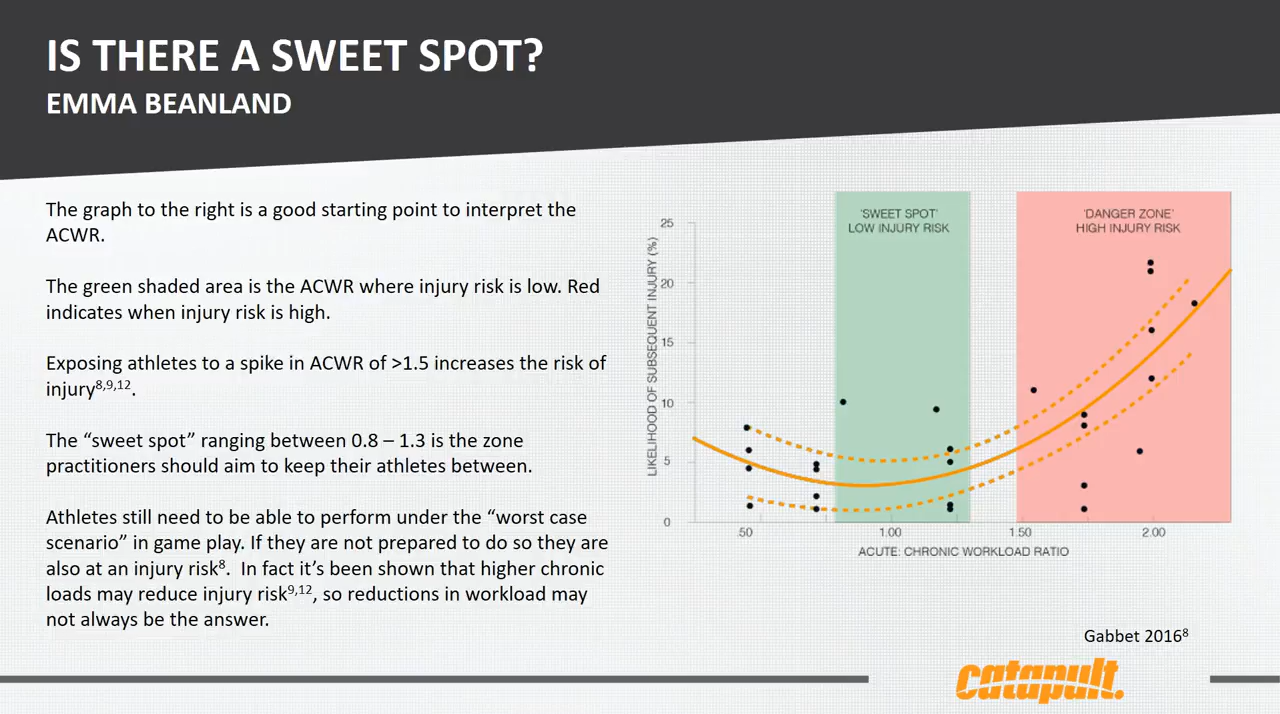 IS THERE A SWEET SPOT?
EMMA BEANLAND
The graph to the right is a good starting point to interpret the
ACWR.
The green shaded area is the ACWR where injury risk is low. Red
indicates when injury risk is high.
Exposing athletes to a spike in ACWR of >1.5 increases the risk of
injury8,9,12.
The “sweet spot” ranging between 0.8 – 1.3 is the zone
practitioners should aim to keep their athletes between.
Athletes still need to be able to perform under the “worst case
scenario” in game play. If they are not prepared to do so they are
also at an injury risk8.  In fact it’s been shown that higher chronic
loads may reduce injury risk9,12, so reductions in workload may
not always be the answer.
'SWEET SPOT'
LOW INJURY RISK
'DANGER ZONE'
HIGH INJURY RISK
LIKELIHOOD OF SUBSEQUENT INJURY (%)
25
20
15
10
5
0
.50 1.00 1.50 2.00
ACUTE: CHRONIC WORKLOAD RATIO
Gabbet 20168
catapult.